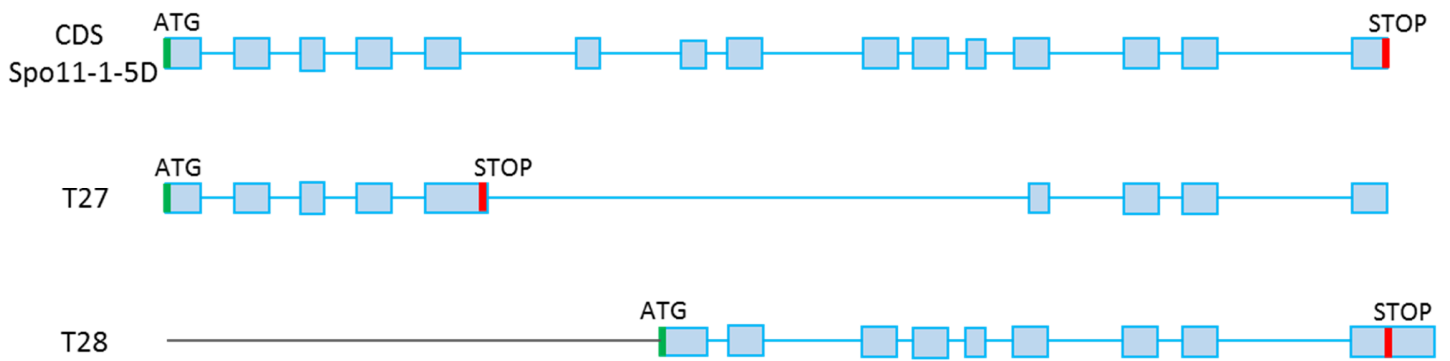 CDS
Spo11-1-5D
ATG
STOP
T27
ATG
STOP
T28
ATG
STOP